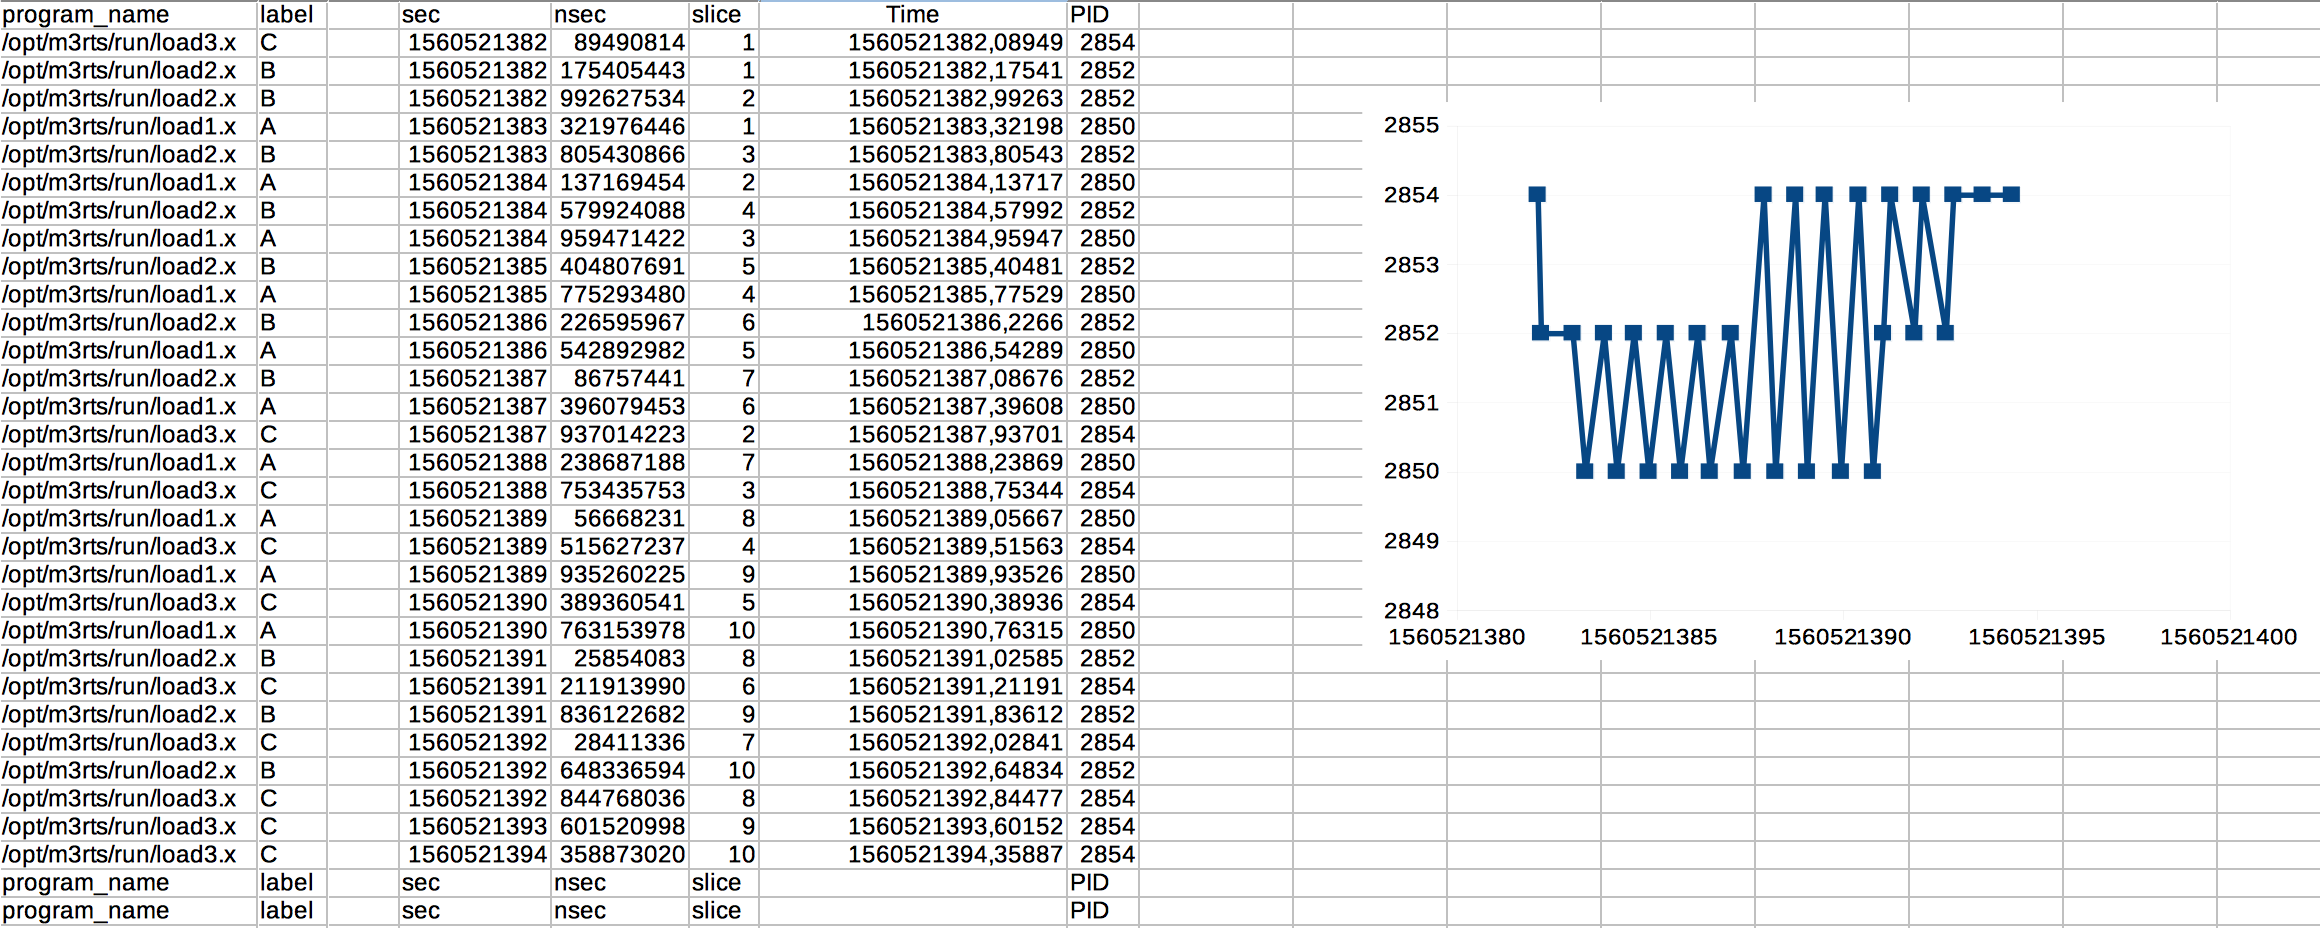 program_name label sec nsec slice Time PID
/opt/m3rts/run/load3.x C 1560521382 89490814 1 1560521382,08949 2854
/opt/m3rts/run/load2.x B 1560521382 175405443 1 1560521382,17541 2852
/opt/m3rts/run/load2.x B 1560521382 992627534 2 1560521382,99263 2852
/opt/m3rts/run/load1.x A 1560521383 321976446 1 1560521383,32198 2850
/opt/m3rts/run/load2.x B 1560521383 805430866 3 1560521383,80543 2852
/opt/m3rts/run/load1.x A 1560521384 137169454 2 1560521384,13717 2850
/opt/m3rts/run/load2.x B 1560521384 579924088 4 1560521384,57992 2852
/opt/m3rts/run/load1.x A 1560521384 959471422 3 1560521384,95947 2850
/opt/m3rts/run/load2.x B 1560521385 404807691 5 1560521385,40481 2852
/opt/m3rts/run/load1.x A 1560521385 775293480 4 1560521385,77529 2850
/opt/m3rts/run/load2.x B 1560521386 226595967 6 1560521386,2266 2852
/opt/m3rts/run/load1.x A 1560521386 542892982 5 1560521386,54289 2850
/opt/m3rts/run/load2.x B 1560521387 86757441 7 1560521387,08676 2852
/opt/m3rts/run/load1.x A 1560521387 396079453 6 1560521387,39608 2850
/opt/m3rts/run/load3.x C 1560521387 937014223 2 1560521387,93701 2854
/opt/m3rts/run/load1.x A 1560521388 238687188 7 1560521388,23869 2850
/opt/m3rts/run/load3.x C 1560521388 753435753 3 1560521388,75344 2854
/opt/m3rts/run/load1.x A 1560521389 56668231 8 1560521389,05667 2850
/opt/m3rts/run/load3.x C 1560521389 515627237 4 1560521389,51563 2854
/opt/m3rts/run/load1.x A 1560521389 935260225 9 1560521389,93526 2850
/opt/m3rts/run/load3.x C 1560521390 389360541 5 1560521390,38936 2854
/opt/m3rts/run/load1.x A 1560521390 763153978 10 1560521390,76315 2850
/opt/m3rts/run/load2.x B 1560521391 25854083 8 1560521391,02585 2852
/opt/m3rts/run/load3.x C 1560521391 211913990 6 1560521391,21191 2854
/opt/m3rts/run/load2.x B 1560521391 836122682 9 1560521391,83612 2852
/opt/m3rts/run/load3.x C 1560521392 28411336 7 1560521392,02841 2854
/opt/m3rts/run/load2.x B 1560521392 648336594 10 1560521392,64834 2852
/opt/m3rts/run/load3.x C 1560521392 844768036 8 1560521392,84477 2854
/opt/m3rts/run/load3.x C 1560521393 601520998 9 1560521393,60152 2854
/opt/m3rts/run/load3.x C 1560521394 358873020 10 1560521394,35887 2854
program_name label sec nsec slice PID
program_name label sec nsec slice PID
2855
2854
2853
2852
2851
2850
2849
2848
1560521380 1560521385 1560521390 1560521395 1560521400